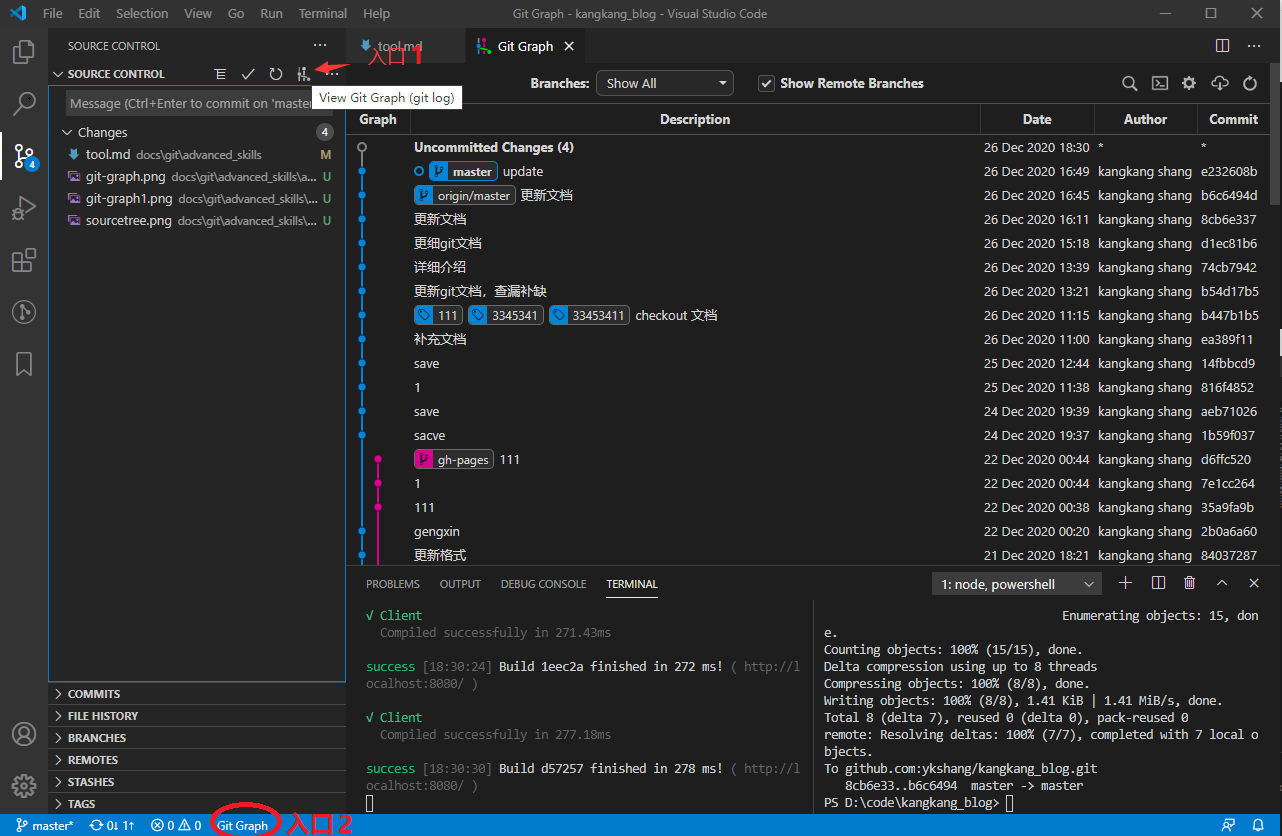 File Edit Selection View Go Run Terminal Help Git Graph - kangkang_blog - Visual Studio Code
SOURCE CONTROL
tool.md
Git Graph
入口 1
SOURCE CONTROL
View Git Graph (git log)
Message (Ctrl+Enter to commit on 'master
Changes 4
tool.md docs\git\advanced_skills M
git-graph.png docs\git\advanced_skills\a... U
git-graph1.png docs\git\advanced_skills\... U
sourcetree.png docs\git\advanced_skills\... U
4
COMMITS
FILE HISTORY
BRANCHES
REMOTES
STASHES
TAGS
Branches: Show All Show Remote Branches
Graph Description Date Author Commit
Uncommitted Changes (4) 26 Dec 2020 18:30 * *
master update 26 Dec 2020 16:49 kangkang shang e232608b
origin/master 更新文档 26 Dec 2020 16:45 kangkang shang b6c6494d
更新文档 26 Dec 2020 16:11 kangkang shang 8cb6e337
更细git文档 26 Dec 2020 15:18 kangkang shang d1ec81b6
详细介绍 26 Dec 2020 13:39 kangkang shang 74cb7942
更新git文档，查漏补缺 26 Dec 2020 13:21 kangkang shang b54d17b5
111 3345341 33453411 checkout 文档 26 Dec 2020 11:15 kangkang shang b447b1b5
补充文档 26 Dec 2020 11:00 kangkang shang ea389f11
save 25 Dec 2020 12:44 kangkang shang 14fbbcd9
1 25 Dec 2020 11:38 kangkang shang 816f4852
save 24 Dec 2020 19:39 kangkang shang aeb71026
sacve 24 Dec 2020 19:37 kangkang shang 1b59f037
gh-pages 111 22 Dec 2020 00:44 kangkang shang d6ffc520
1 22 Dec 2020 00:44 kangkang shang 7e1cc264
111 22 Dec 2020 00:38 kangkang shang 35a9fa9b
gengxin 22 Dec 2020 00:20 kangkang shang 2b0a6a60
更新格式 21 Dec 2020 18:21 kangkang shang 84037287
PROBLEMS OUTPUT DEBUG CONSOLE TERMINAL 1: node, powershell
√ Client
Compiled successfully in 271.43ms
success [18:30:24] Build 1eec2a finished in 272 ms! ( http://l
ocalhost:8080/ )
√ Client
Compiled successfully in 277.18ms
success [18:30:30] Build d57257 finished in 278 ms! ( http://l
ocalhost:8080/ )
Enumerating objects: 15, don
e.
Counting objects: 100% (15/15), done.
Delta compression using up to 8 threads
Compressing objects: 100% (8/8), done.
Writing objects: 100% (8/8), 1.41 KiB | 1.41 MiB/s, done.
Total 8 (delta 7), reused 0 (delta 0), pack-reused 0
remote: Resolving deltas: 100% (7/7), completed with 7 local o
bjects.
To github.com:ykshang/kangkang_blog.git
8cb6e33..b6c6494 master -> master
PS D:\code\kangkang_blog>
master* 0↓ 1↑ 0 0 Git Graph 入口 2